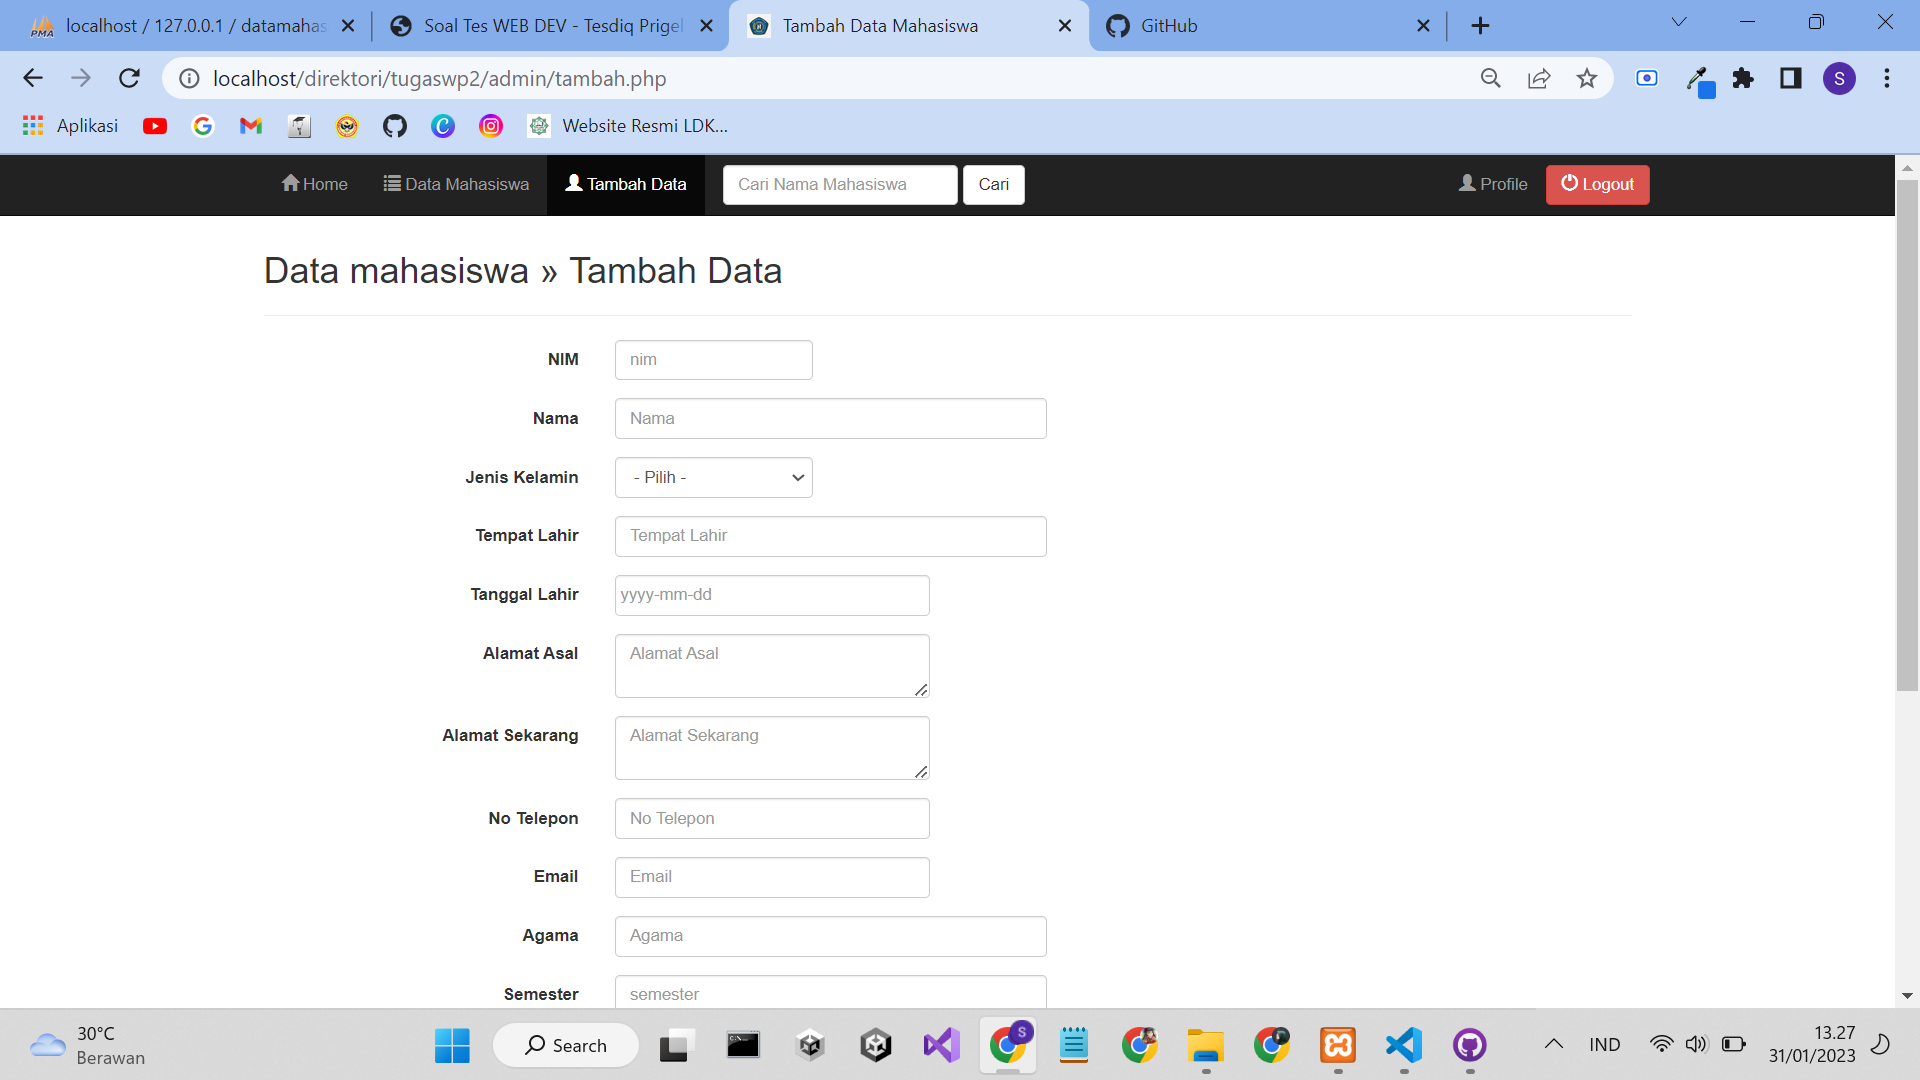 localhost / 127.0.0.1 / datamahas
Soal Tes WEB DEV - Tesdiq Prigel
Tambah Data Mahasiswa
GitHub
localhost/direktori/tugaswp2/admin/tambah.php
S
Aplikasi
Website Resmi LDK...
Home
Data Mahasiswa
Tambah Data
Cari Nama Mahasiswa
Cari
Profile
Logout
Data mahasiswa » Tambah Data
NIM
nim
Nama
Nama
Jenis Kelamin
- Pilih -
Tempat Lahir
Tempat Lahir
Tanggal Lahir
yyyy-mm-dd
Alamat Asal
Alamat Asal
Alamat Sekarang
Alamat Sekarang
No Telepon
No Telepon
Email
Email
Agama
Agama
Semester
semester
30°C
Berawan
Search
S
IND
13.27
31/01/2023